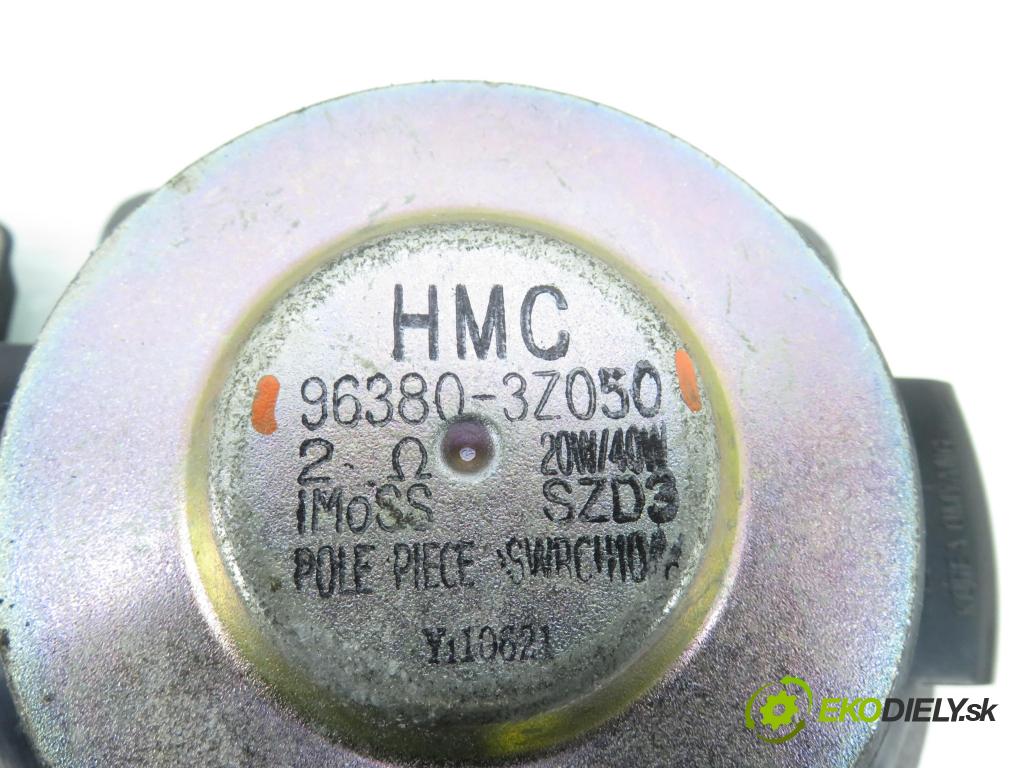 HMC
96380-3Z050
2 Ω 20W/40W
IMoSS SZD3
POLE PIECE
Y110621
EKODIELY.sk